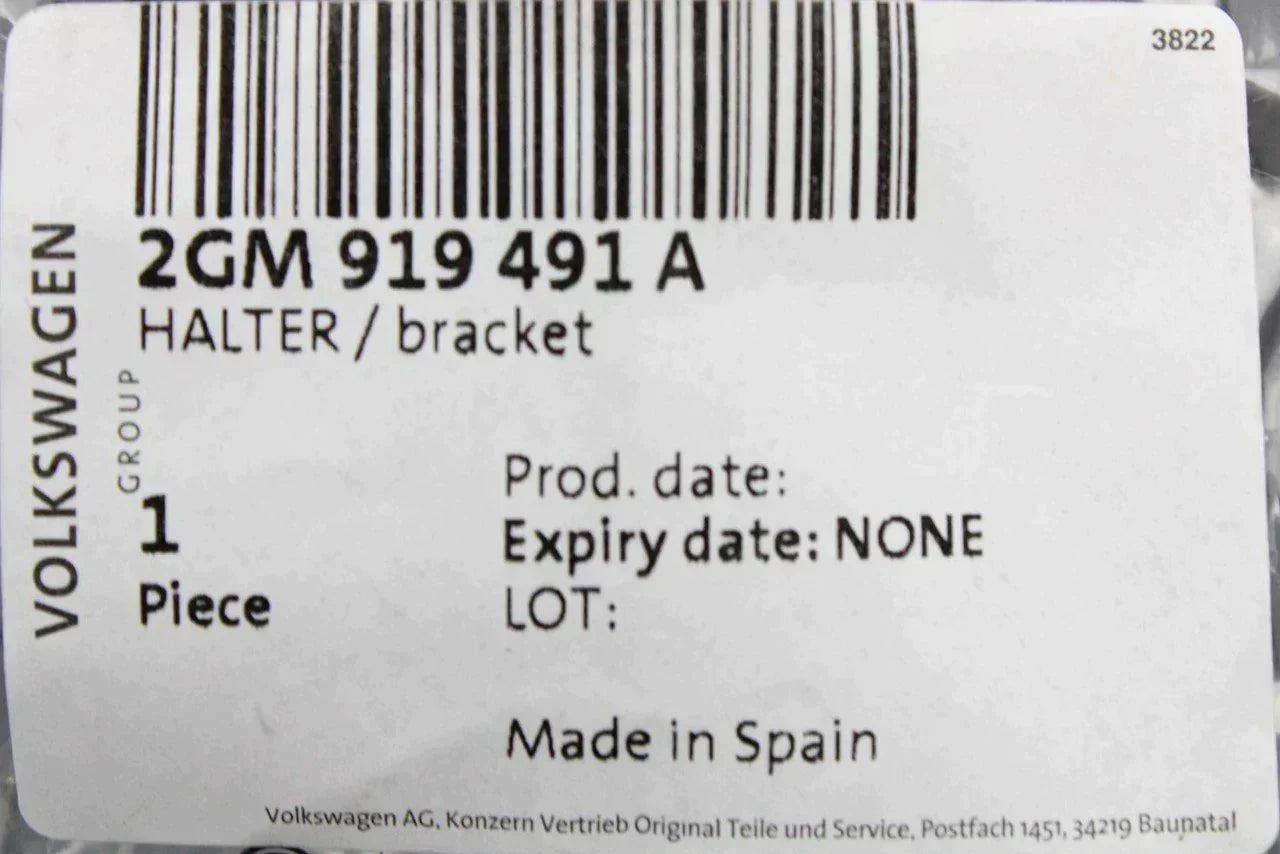 3822
2GM 919 491 A
HALTER / bracket
VOLKSWAGEN
GROUP
1
Piece
Prod. date:
Expiry date: NONE
LOT:
Made in Spain
Volkswagen AG, Konzern Vertrieb Original Teile und Service, Postfach 1451, 34219 Baunatal